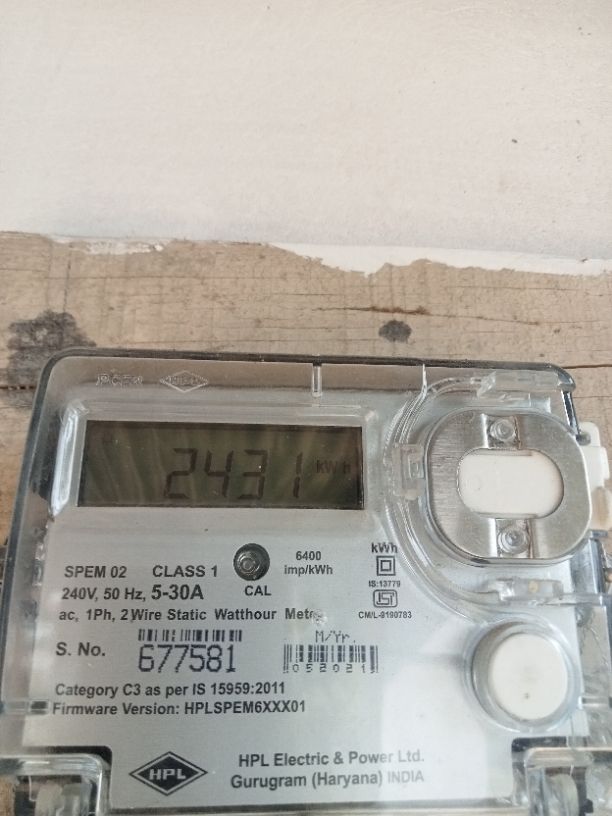 2431 kWh
SPEM 02 CLASS 1
240V, 50 Hz, 5-30A
CAL
6400
imp/kWh
kWh
IS:13779
ISI
CM/L-9190783
ac, 1Ph, 2 Wire Static Watthour Meter
S. No.
677581
M/Yr.
052021
Category C3 as per IS 15959:2011
Firmware Version: HPLSPEM6XXX01
HPL
HPL Electric & Power Ltd.
Gurugram (Haryana) INDIA